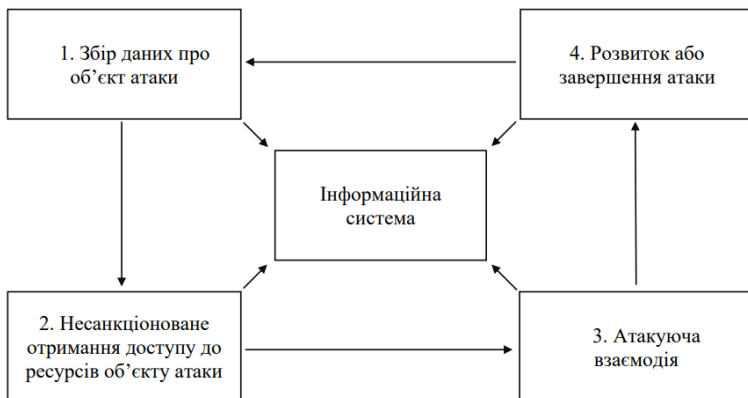 1. Збір даних про
об’єкт атаки
4. Розвиток або
завершення атаки
Інформаційна
система
2. Несанкціоноване
отримання доступу до
ресурсів об’єкту атаки
3. Атакуюча
взаємодія